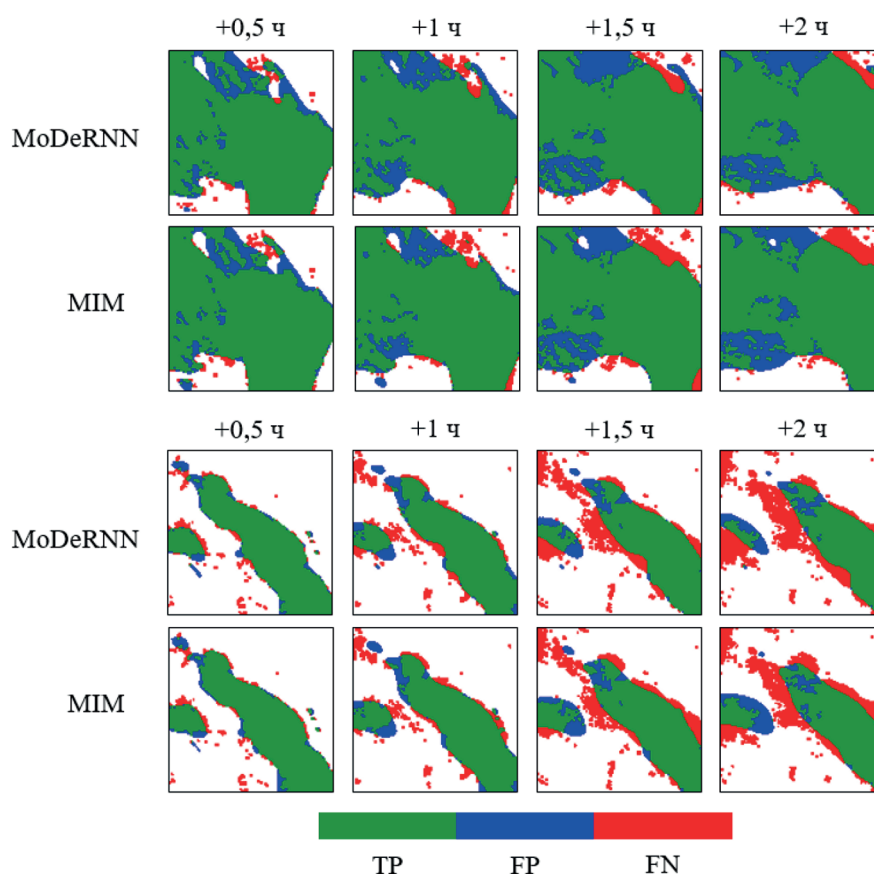 +0,5 ч +1 ч +1,5 ч +2 ч
MoDeRNN
MIM
+0,5 ч +1 ч +1,5 ч +2 ч
MoDeRNN
MIM
TP FP FN